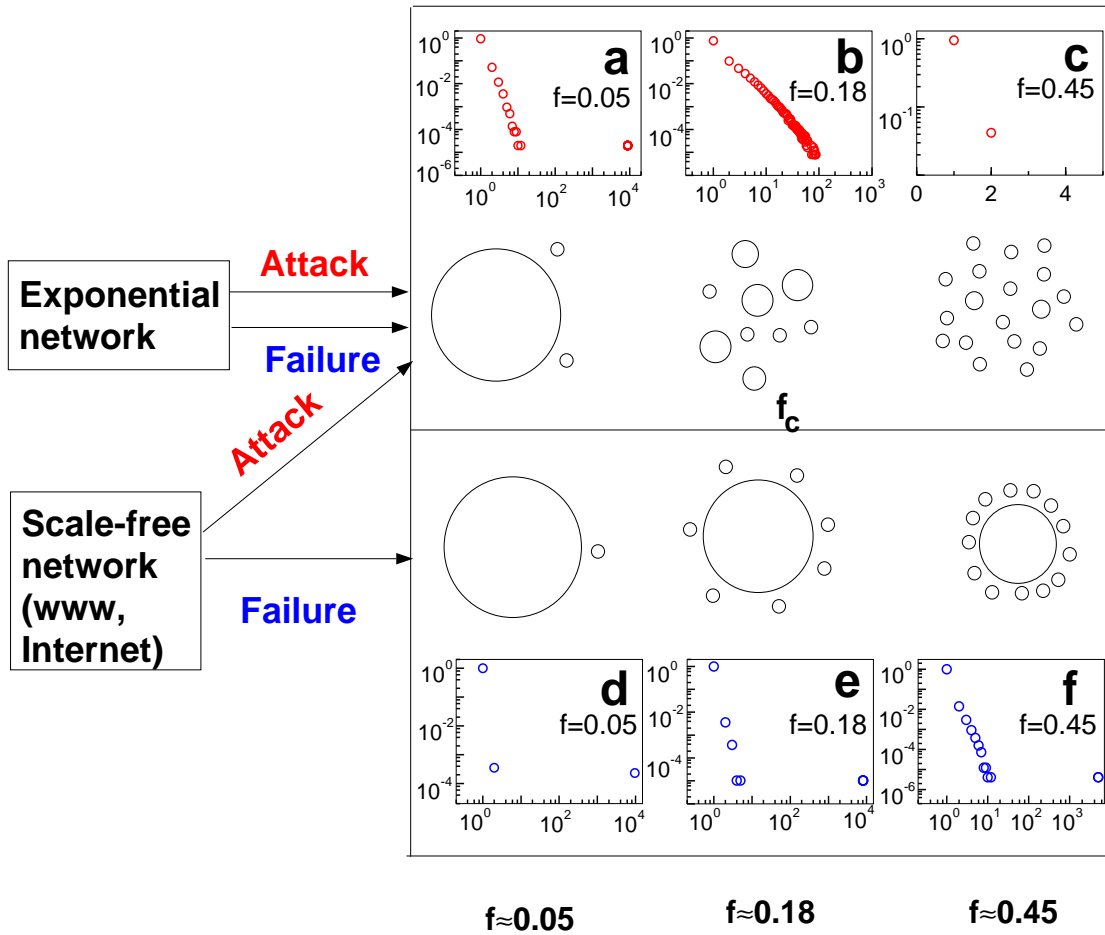 10^0
10^-2
10^-4
10^-6
10^0
10^2
10^4
a
f=0.05
10^0
10^-2
10^-4
10^-6
10^0
10^1
10^2
10^3
b
f=0.18
10^0
10^-1
0
2
4
c
f=0.45
Exponential
network
Attack
Failure
Attack
f_c
Scale-free
network
(www,
Internet)
Failure
10^0
10^-2
10^-4
10^0
10^2
10^4
d
f=0.05
10^0
10^-2
10^-4
10^-6
10^0
10^2
10^4
e
f=0.18
10^0
10^-2
10^-4
10^-6
10^0
10^1
10^2
10^3
f
f=0.45
f≈0.05
f≈0.18
f≈0.45